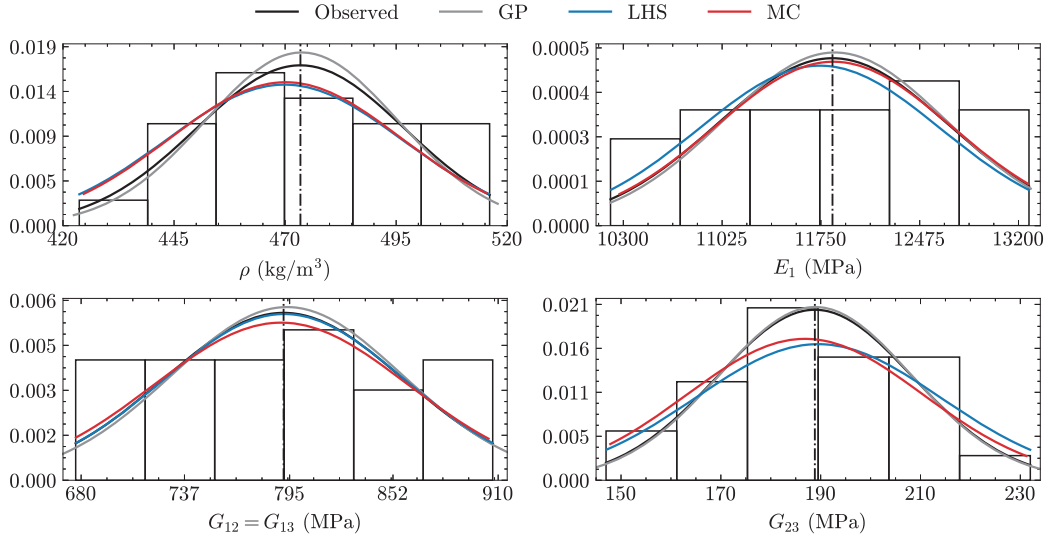 Observed GP LHS MC
0.019
0.014
0.009
0.005
0.000
420 445 470 495 520
ρ (kg/m³)
0.0005
0.0004
0.0003
0.0001
0.0000
10300 11025 11750 12475 13200
E₁ (MPa)
0.006
0.005
0.003
0.002
0.000
680 737 795 852 910
G₁₂ = G₁₃ (MPa)
0.021
0.016
0.011
0.005
0.000
150 170 190 210 230
G₂₃ (MPa)